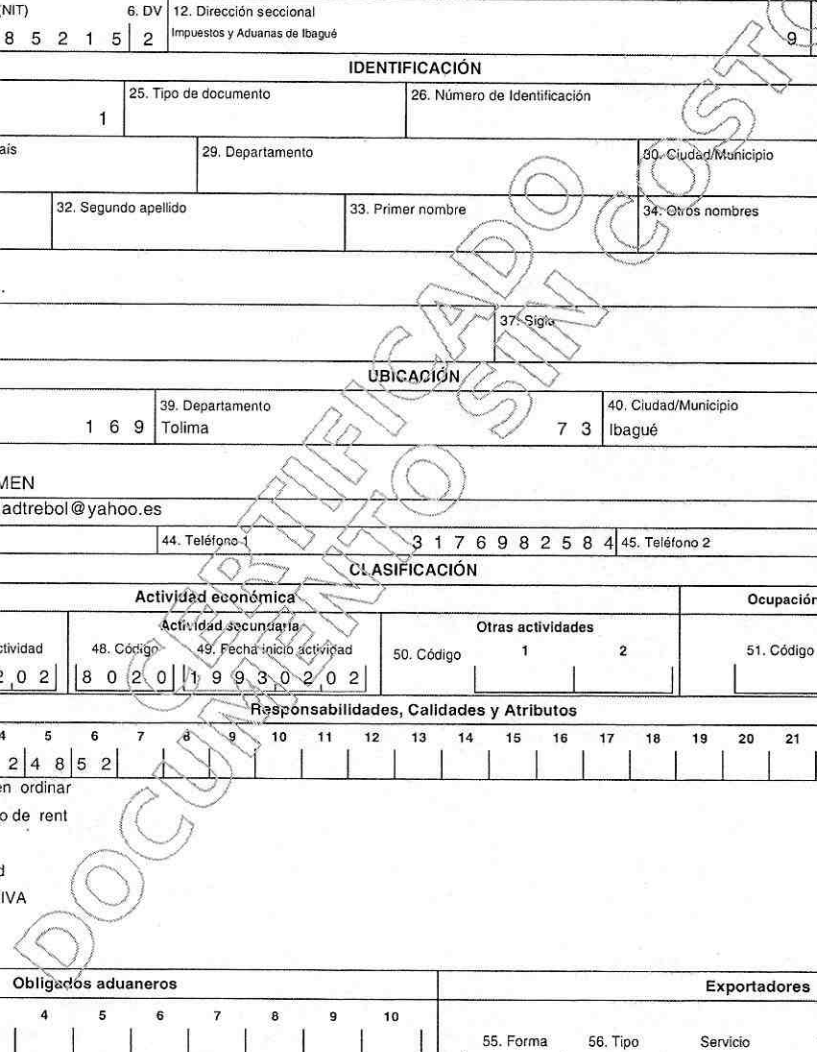 (NIT) 6. DV 12. Dirección seccional
8 5 2 1 5 2 Impuestos y Aduanas de Ibagué 9
IDENTIFICACIÓN
25. Tipo de documento 26. Número de Identificación
1
aís 29. Departamento 30. Ciudad/Municipio
32. Segundo apellido 33. Primer nombre 34. Otros nombres
.
37. Sigla
UBICACIÓN
39. Departamento 40. Ciudad/Municipio
1 6 9 Tolima 7 3 Ibagué
MEN
adtrebol@yahoo.es
44. Teléfono 1 3 1 7 6 9 8 2 5 8 4 45. Teléfono 2
CLASIFICACIÓN
Actividad económica Ocupación
Actividad secundaria Otras actividades
ctividad 48. Código 49. Fecha inicio actividad 50. Código 1 2 51. Código
2 0 2 8 0 2 0 1 9 9 3 0 2 0 2
Responsabilidades, Calidades y Atributos
4 5 6 7 8 9 10 11 12 13 14 15 16 17 18 19 20 21
2 4 8 5 2
en ordinar
o de rent
d
IVA
Obligados aduaneros Exportadores
4 5 6 7 8 9 10
55. Forma 56. Tipo Servicio
CERTIFICADO
DOCUMENTO SIN COSTO